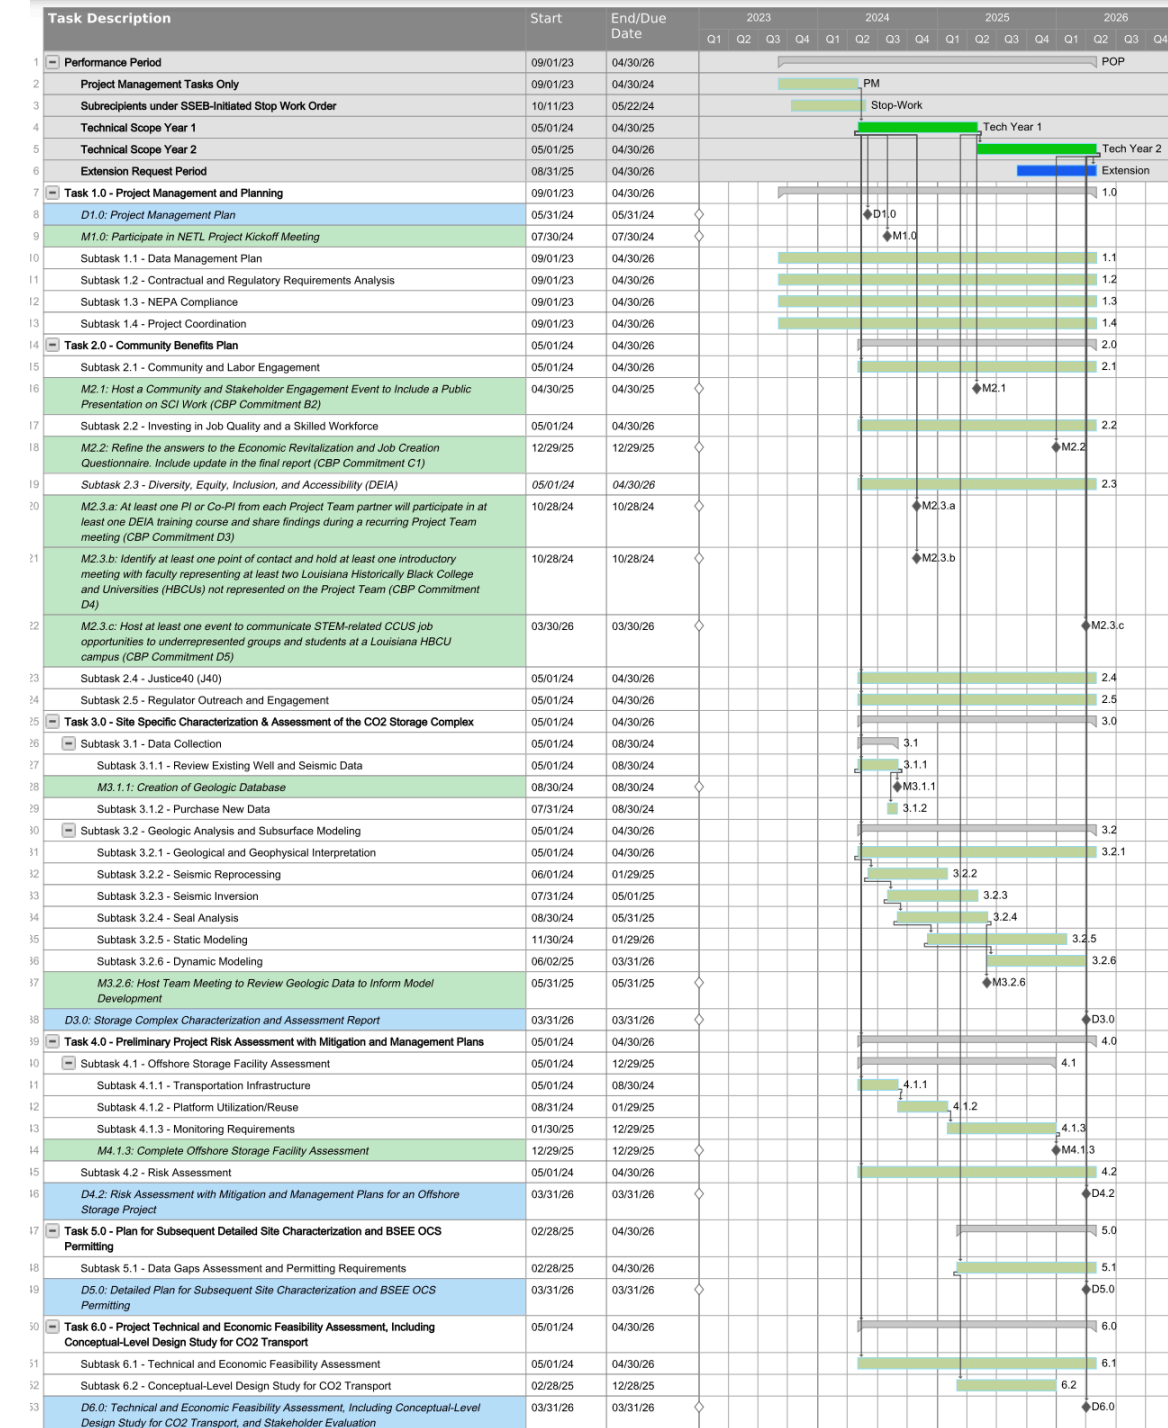 Task Description Start End/Due Date 2023 2024 2025 2026
Q1 Q2 Q3 Q4 Q1 Q2 Q3 Q4 Q1 Q2 Q3 Q4 Q1 Q2 Q3 Q4
1 Performance Period 09/01/23 04/30/26 POP
2 Project Management Tasks Only 09/01/23 04/30/24 PM
3 Subrecipients under SSEB-Initiated Stop Work Order 10/11/23 05/22/24 Stop-Work
4 Technical Scope Year 1 05/01/24 04/30/25 Tech Year 1
5 Technical Scope Year 2 05/01/25 04/30/26 Tech Year 2
6 Extension Request Period 08/31/25 04/30/26 Extension
7 Task 1.0 - Project Management and Planning 09/01/23 04/30/26 1.0
8 D1.0: Project Management Plan 05/31/24 05/31/24 D1.0
9 M1.0: Participate in NETL Project Kickoff Meeting 07/30/24 07/30/24 M1.0
10 Subtask 1.1 - Data Management Plan 09/01/23 04/30/26 1.1
11 Subtask 1.2 - Contractual and Regulatory Requirements Analysis 09/01/23 04/30/26 1.2
12 Subtask 1.3 - NEPA Compliance 09/01/23 04/30/26 1.3
13 Subtask 1.4 - Project Coordination 09/01/23 04/30/26 1.4
14 Task 2.0 - Community Benefits Plan 05/01/24 04/30/26 2.0
15 Subtask 2.1 - Community and Labor Engagement 05/01/24 04/30/26 2.1
16 M2.1: Host a Community and Stakeholder Engagement Event to Include a Public 04/30/25 04/30/25 M2.1
Presentation on SCI Work (CBP Commitment B2)
17 Subtask 2.2 - Investing in Job Quality and a Skilled Workforce 05/01/24 04/30/26 2.2
18 M2.2: Refine the answers to the Economic Revitalization and Job Creation 12/29/25 12/29/25 M2.2
Questionnaire. Include update in the final report (CBP Commitment C1)
19 Subtask 2.3 - Diversity, Equity, Inclusion, and Accessibility (DEIA) 05/01/24 04/30/26 2.3
20 M2.3.a: At least one PI or Co-PI from each Project Team partner will participate in at 10/28/24 10/28/24 M2.3.a
least one DEIA training course and share findings during a recurring Project Team
meeting (CBP Commitment D3)
21 M2.3.b: Identify at least one point of contact and hold at least one introductory 10/28/24 10/28/24 M2.3.b
meeting with faculty representing at least two Louisiana Historically Black College
and Universities (HBCUs) not represented on the Project Team (CBP Commitment
D4)
22 M2.3.c: Host at least one event to communicate STEM-related CCUS job 03/30/26 03/30/26 M2.3.c
opportunities to underrepresented groups and students at a Louisiana HBCU
campus (CBP Commitment D5)
23 Subtask 2.4 - Justice40 (J40) 05/01/24 04/30/26 2.4
24 Subtask 2.5 - Regulator Outreach and Engagement 05/01/24 04/30/26 2.5
25 Task 3.0 - Site Specific Characterization & Assessment of the CO2 Storage Complex 05/01/24 04/30/26 3.0
26 Subtask 3.1 - Data Collection 05/01/24 08/30/24 3.1
27 Subtask 3.1.1 - Review Existing Well and Seismic Data 05/01/24 08/30/24 3.1.1
28 M3.1.1: Creation of Geologic Database 08/30/24 08/30/24 M3.1.1
29 Subtask 3.1.2 - Purchase New Data 07/31/24 08/30/24 3.1.2
30 Subtask 3.2 - Geologic Analysis and Subsurface Modeling 05/01/24 04/30/26 3.2
31 Subtask 3.2.1 - Geological and Geophysical Interpretation 05/01/24 04/30/26 3.2.1
32 Subtask 3.2.2 - Seismic Reprocessing 06/01/24 01/29/25 3.2.2
33 Subtask 3.2.3 - Seismic Inversion 07/31/24 05/01/25 3.2.3
34 Subtask 3.2.4 - Seal Analysis 08/30/24 05/31/25 3.2.4
35 Subtask 3.2.5 - Static Modeling 11/30/24 01/29/26 3.2.5
36 Subtask 3.2.6 - Dynamic Modeling 06/02/25 03/31/26 3.2.6
37 M3.2.6: Host Team Meeting to Review Geologic Data to Inform Model 05/31/25 05/31/25 M3.2.6
Development
38 D3.0: Storage Complex Characterization and Assessment Report 03/31/26 03/31/26 D3.0
39 Task 4.0 - Preliminary Project Risk Assessment with Mitigation and Management Plans 05/01/24 04/30/26 4.0
40 Subtask 4.1 - Offshore Storage Facility Assessment 05/01/24 12/29/25 4.1
41 Subtask 4.1.1 - Transportation Infrastructure 05/01/24 08/30/24 4.1.1
42 Subtask 4.1.2 - Platform Utilization/Reuse 08/31/24 01/29/25 4.1.2
43 Subtask 4.1.3 - Monitoring Requirements 01/30/25 12/29/25 4.1.3
44 M4.1.3: Complete Offshore Storage Facility Assessment 12/29/25 12/29/25 M4.1.3
45 Subtask 4.2 - Risk Assessment 05/01/24 04/30/26 4.2
46 D4.2: Risk Assessment with Mitigation and Management Plans for an Offshore 03/31/26 03/31/26 D4.2
Storage Project
47 Task 5.0 - Plan for Subsequent Detailed Site Characterization and BSEE OCS 02/28/25 04/30/26 5.0
Permitting
48 Subtask 5.1 - Data Gaps Assessment and Permitting Requirements 02/28/25 04/30/26 5.1
49 D5.0: Detailed Plan for Subsequent Site Characterization and BSEE OCS 03/31/26 03/31/26 D5.0
Permitting
50 Task 6.0 - Project Technical and Economic Feasibility Assessment, Including 05/01/24 04/30/26 6.0
Conceptual-Level Design Study for CO2 Transport
51 Subtask 6.1 - Technical and Economic Feasibility Assessment 05/01/24 04/30/26 6.1
52 Subtask 6.2 - Conceptual-Level Design Study for CO2 Transport 02/28/25 12/28/25 6.2
53 D6.0: Technical and Economic Feasibility Assessment, Including Conceptual-Level 03/31/26 03/31/26 D6.0
Design Study for CO2 Transport, and Stakeholder Evaluation